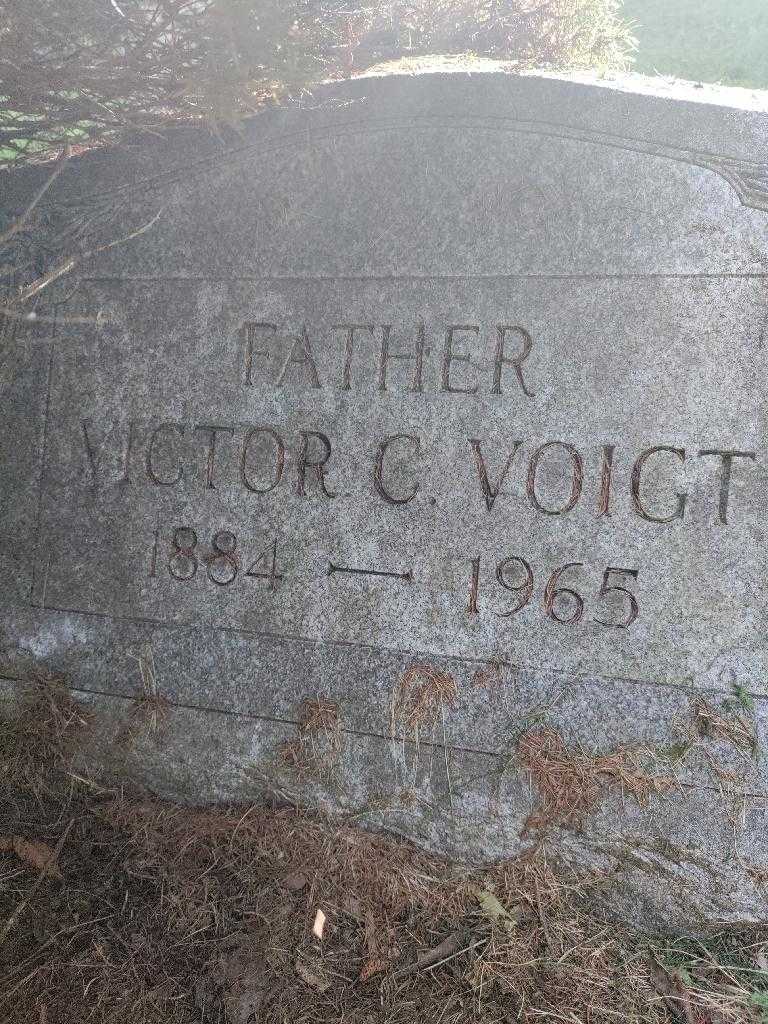 FATHER
VICTOR C. VOIGT
1884 — 1965